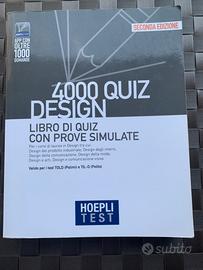 APP CON
OLTRE
1000
DOMANDE
SECONDA EDIZIONE
4000 QUIZ
DESIGN
LIBRO DI QUIZ
CON PROVE SIMULATE
Per i corsi di laurea in Design tra cui:
Design del prodotto industriale, Design degli interni,
Design della comunicazione, Design della moda,
Design e arti, Design e comunicazione visiva
Valido per i test TOLD (Polimi) e TIL-D (Polito)
HOEPLI
TEST
subito